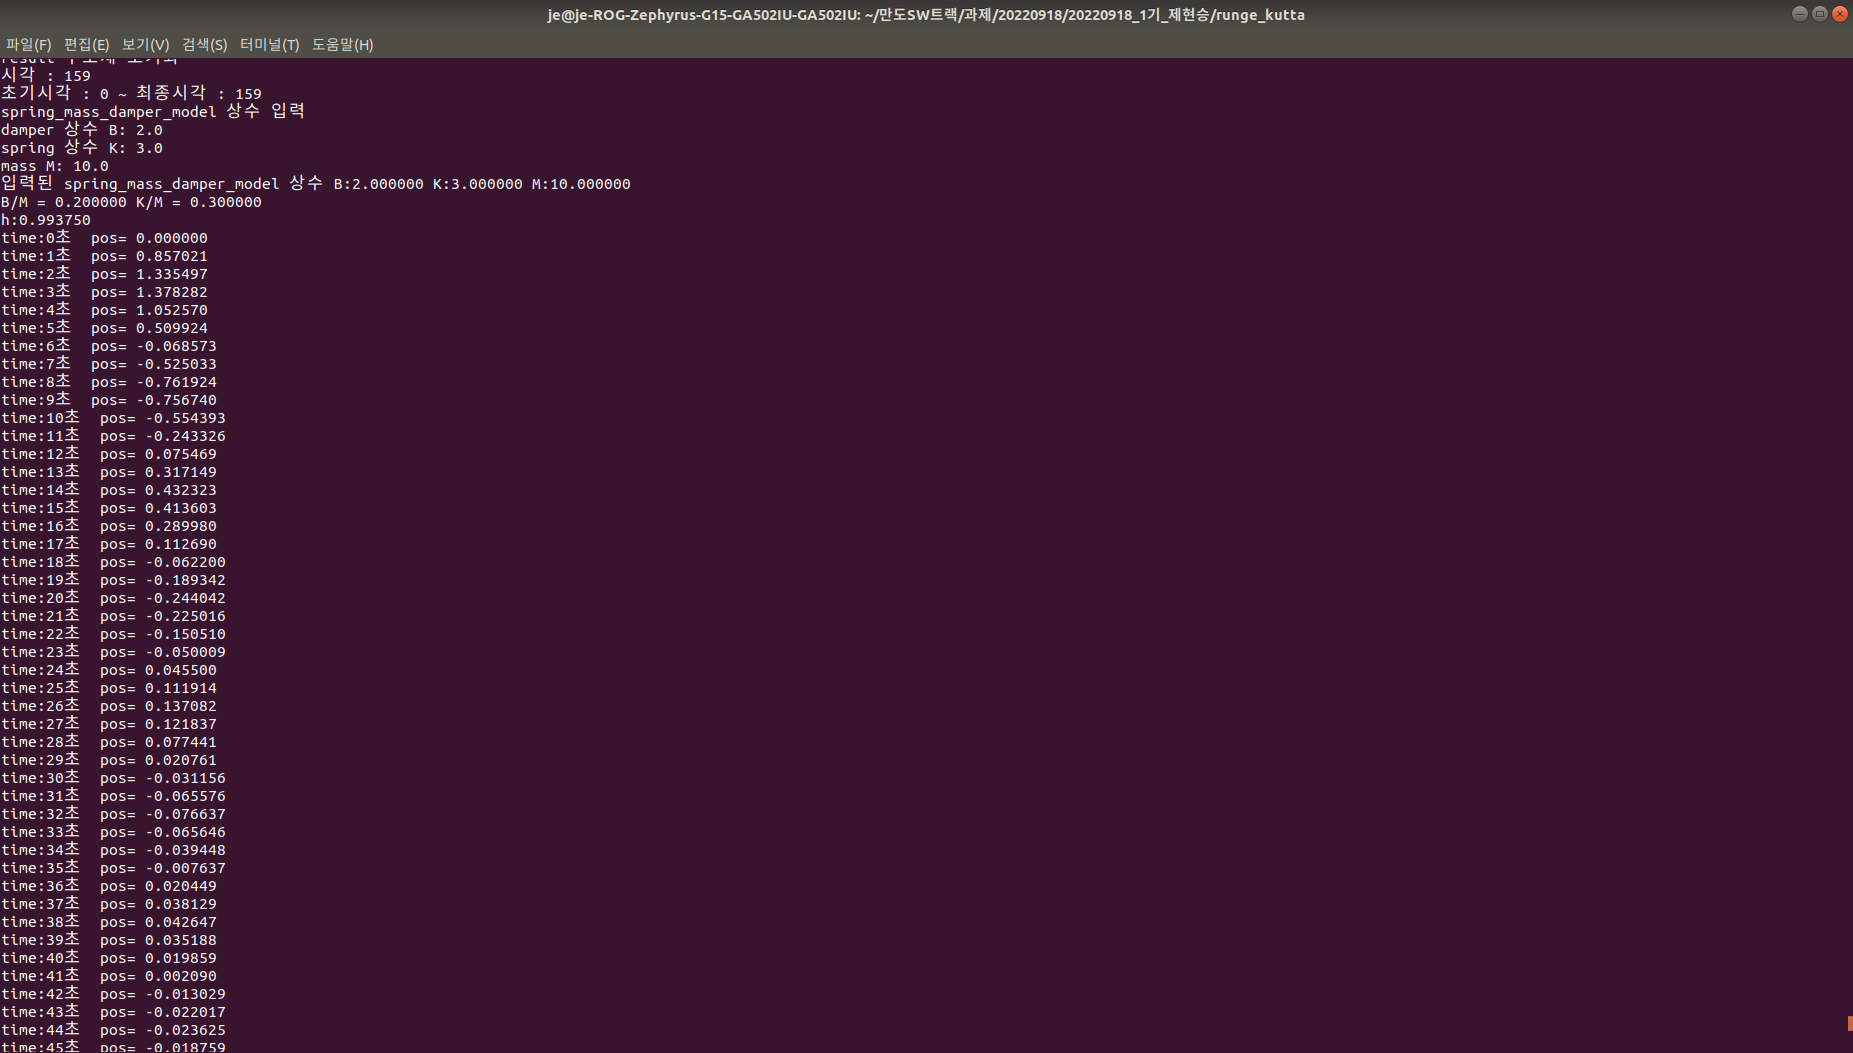 je@je-ROG-Zephyrus-G15-GA502IU-GA502IU: ~/만도SW트랙/과제/20220918/20220918_1기_제현승/runge_kutta
파일(F) 편집(E) 보기(V) 검색(S) 터미널(T) 도움말(H)
result 구조체 초기화
시각 : 159
초기시각 : 0 ~ 최종시각 : 159
spring_mass_damper_model 상수 입력
damper 상수 B: 2.0
spring 상수 K: 3.0
mass M: 10.0
입력된 spring_mass_damper_model 상수 B:2.000000 K:3.000000 M:10.000000
B/M = 0.200000 K/M = 0.300000
h:0.993750
time:0초  pos= 0.000000
time:1초  pos= 0.857021
time:2초  pos= 1.335497
time:3초  pos= 1.378282
time:4초  pos= 1.052570
time:5초  pos= 0.509924
time:6초  pos= -0.068573
time:7초  pos= -0.525033
time:8초  pos= -0.761924
time:9초  pos= -0.756740
time:10초  pos= -0.554393
time:11초  pos= -0.243326
time:12초  pos= 0.075469
time:13초  pos= 0.317149
time:14초  pos= 0.432323
time:15초  pos= 0.413603
time:16초  pos= 0.289980
time:17초  pos= 0.112690
time:18초  pos= -0.062200
time:19초  pos= -0.189342
time:20초  pos= -0.244042
time:21초  pos= -0.225016
time:22초  pos= -0.150510
time:23초  pos= -0.050009
time:24초  pos= 0.045500
time:25초  pos= 0.111914
time:26초  pos= 0.137082
time:27초  pos= 0.121837
time:28초  pos= 0.077441
time:29초  pos= 0.020761
time:30초  pos= -0.031156
time:31초  pos= -0.065576
time:32초  pos= -0.076637
time:33초  pos= -0.065646
time:34초  pos= -0.039448
time:35초  pos= -0.007637
time:36초  pos= 0.020449
time:37초  pos= 0.038129
time:38초  pos= 0.042647
time:39초  pos= 0.035188
time:40초  pos= 0.019859
time:41초  pos= 0.002090
time:42초  pos= -0.013029
time:43초  pos= -0.022017
time:44초  pos= -0.023625
time:45초  pos= -0.018759